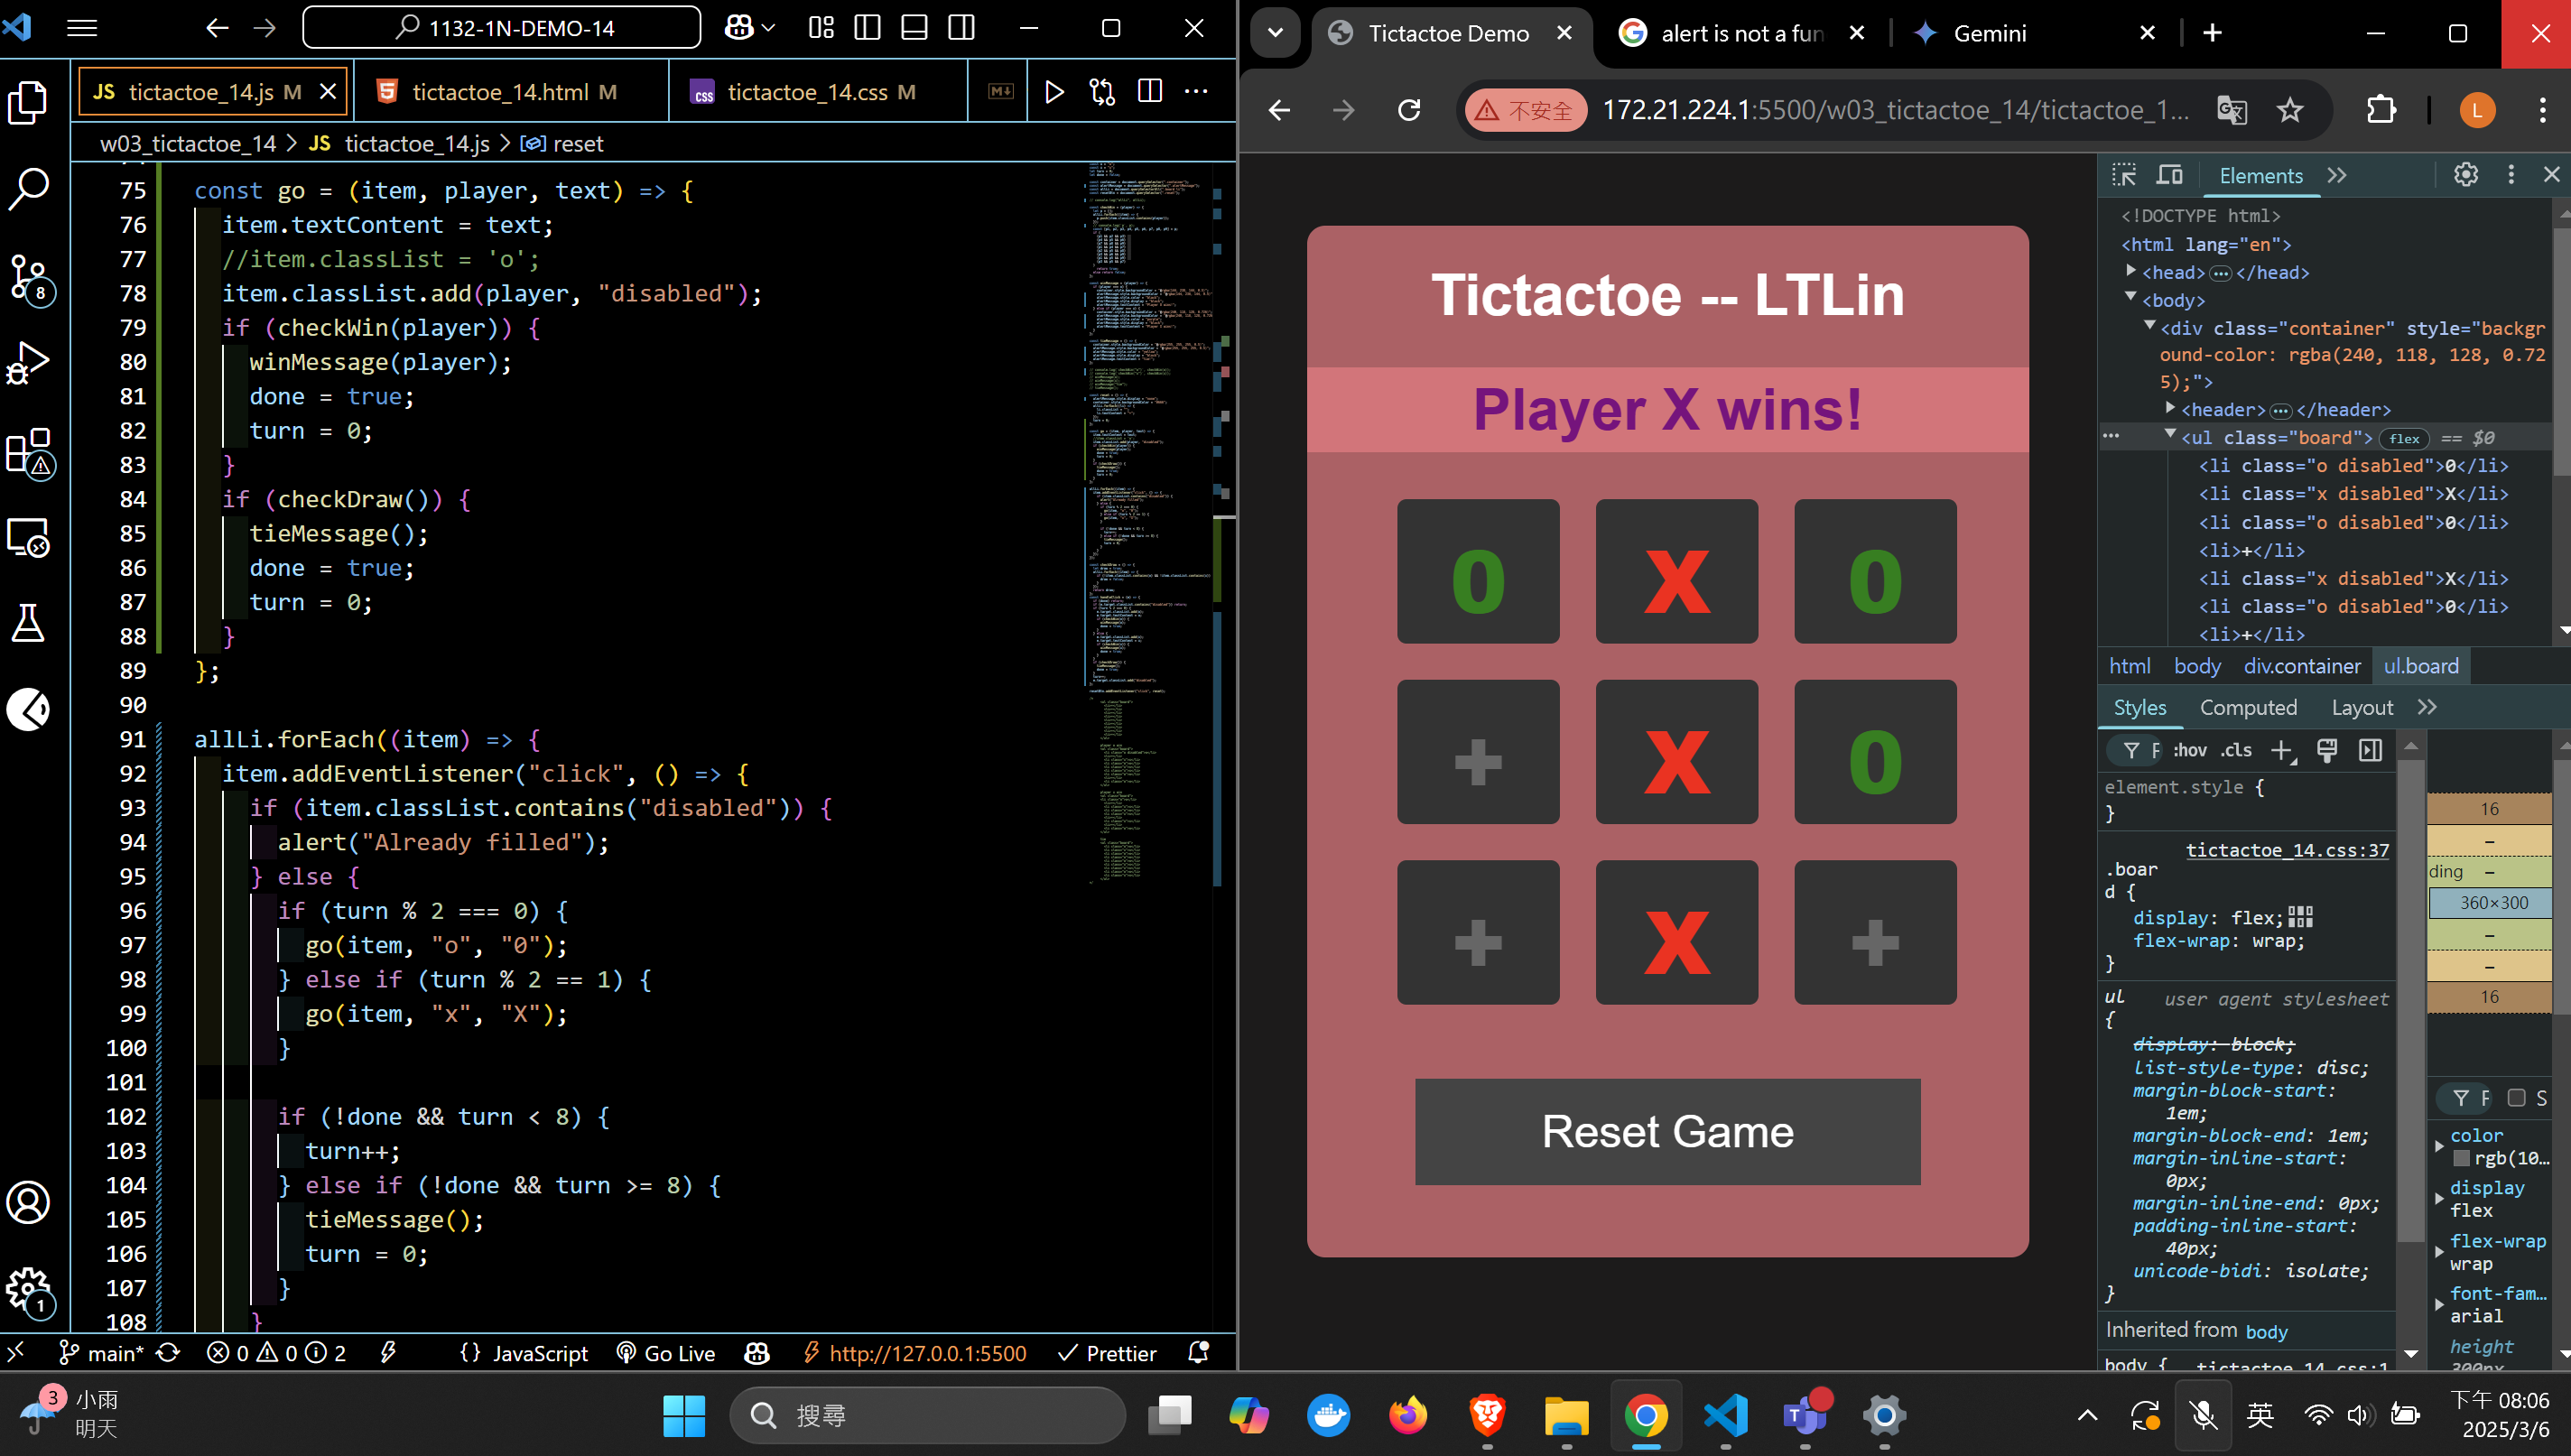 1132-1N-DEMO-14
JS tictactoe_14.js M
tictactoe_14.html M
CSS tictactoe_14.css M
w03_tictactoe_14 > JS tictactoe_14.js > reset
75 const go = (item, player, text) => {
76 item.textContent = text;
77 //item.classList = 'o';
78 item.classList.add(player, "disabled");
79 if (checkWin(player)) {
80 winMessage(player);
81 done = true;
82 turn = 0;
83 }
84 if (checkDraw()) {
85 tieMessage();
86 done = true;
87 turn = 0;
88 }
89 };
90
91 allLi.forEach((item) => {
92 item.addEventListener("click", () => {
93 if (item.classList.contains("disabled")) {
94 alert("Already filled");
95 } else {
96 if (turn % 2 === 0) {
97 go(item, "o", "0");
98 } else if (turn % 2 == 1) {
99 go(item, "x", "X");
100 }
101
102 if (!done && turn < 8) {
103 turn++;
104 } else if (!done && turn >= 8) {
105 tieMessage();
106 turn = 0;
107 }
108 }
8
1
main*
0 0 2
{} JavaScript
Go Live
http://127.0.0.1:5500
Prettier
Tictactoe Demo
alert is not a fun
Gemini
不安全
172.21.224.1:5500/w03_tictactoe_14/tictactoe_1...
L
Tictactoe -- LTLin
Player X wins!
0 X 0
+ X 0
+ X +
Reset Game
Elements
<!DOCTYPE html>
<html lang="en">
<head> ... </head>
<body>
<div class="container" style="backgr
ound-color: rgba(240, 118, 128, 0.72
5);">
<header> ... </header>
... <ul class="board"> flex == $0
<li class="o disabled">0</li>
<li class="x disabled">X</li>
<li class="o disabled">0</li>
<li>+</li>
<li class="x disabled">X</li>
<li class="o disabled">0</li>
<li>+</li>
html body div.container ul.board
Styles Computed Layout
F :hov .cls
element.style {
}
tictactoe_14.css:37
.boar
d {
display: flex;
flex-wrap: wrap;
}
ul user agent stylesheet
{
display: block;
list-style-type: disc;
margin-block-start:
1em;
margin-block-end: 1em;
margin-inline-start:
0px;
margin-inline-end: 0px;
padding-inline-start:
40px;
unicode-bidi: isolate;
}
Inherited from body
body { tictactoe_14.css:1
16
–
ding –
360×300
–
–
16
F S
color
rgb(10...
display
flex
flex-wrap
wrap
font-fam...
arial
height
300px
3
小雨
明天
搜尋
英
下午 08:06
2025/3/6